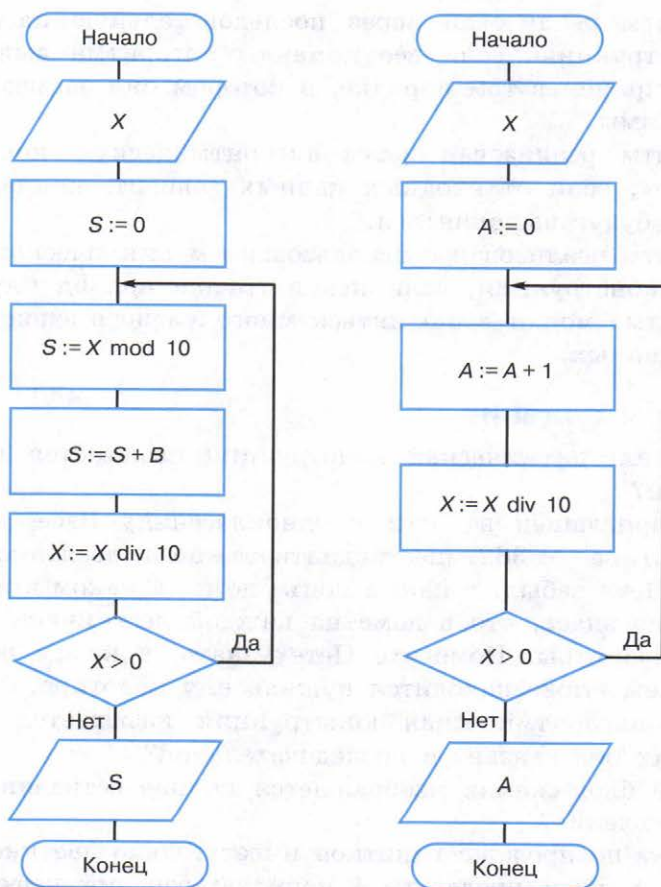 Начало
X
S := 0
S := X mod 10
S := S + B
X := X div 10
X > 0
Да
Нет
S
Конец
Начало
X
A := 0
A := A + 1
X := X div 10
X > 0
Да
Нет
A
Конец